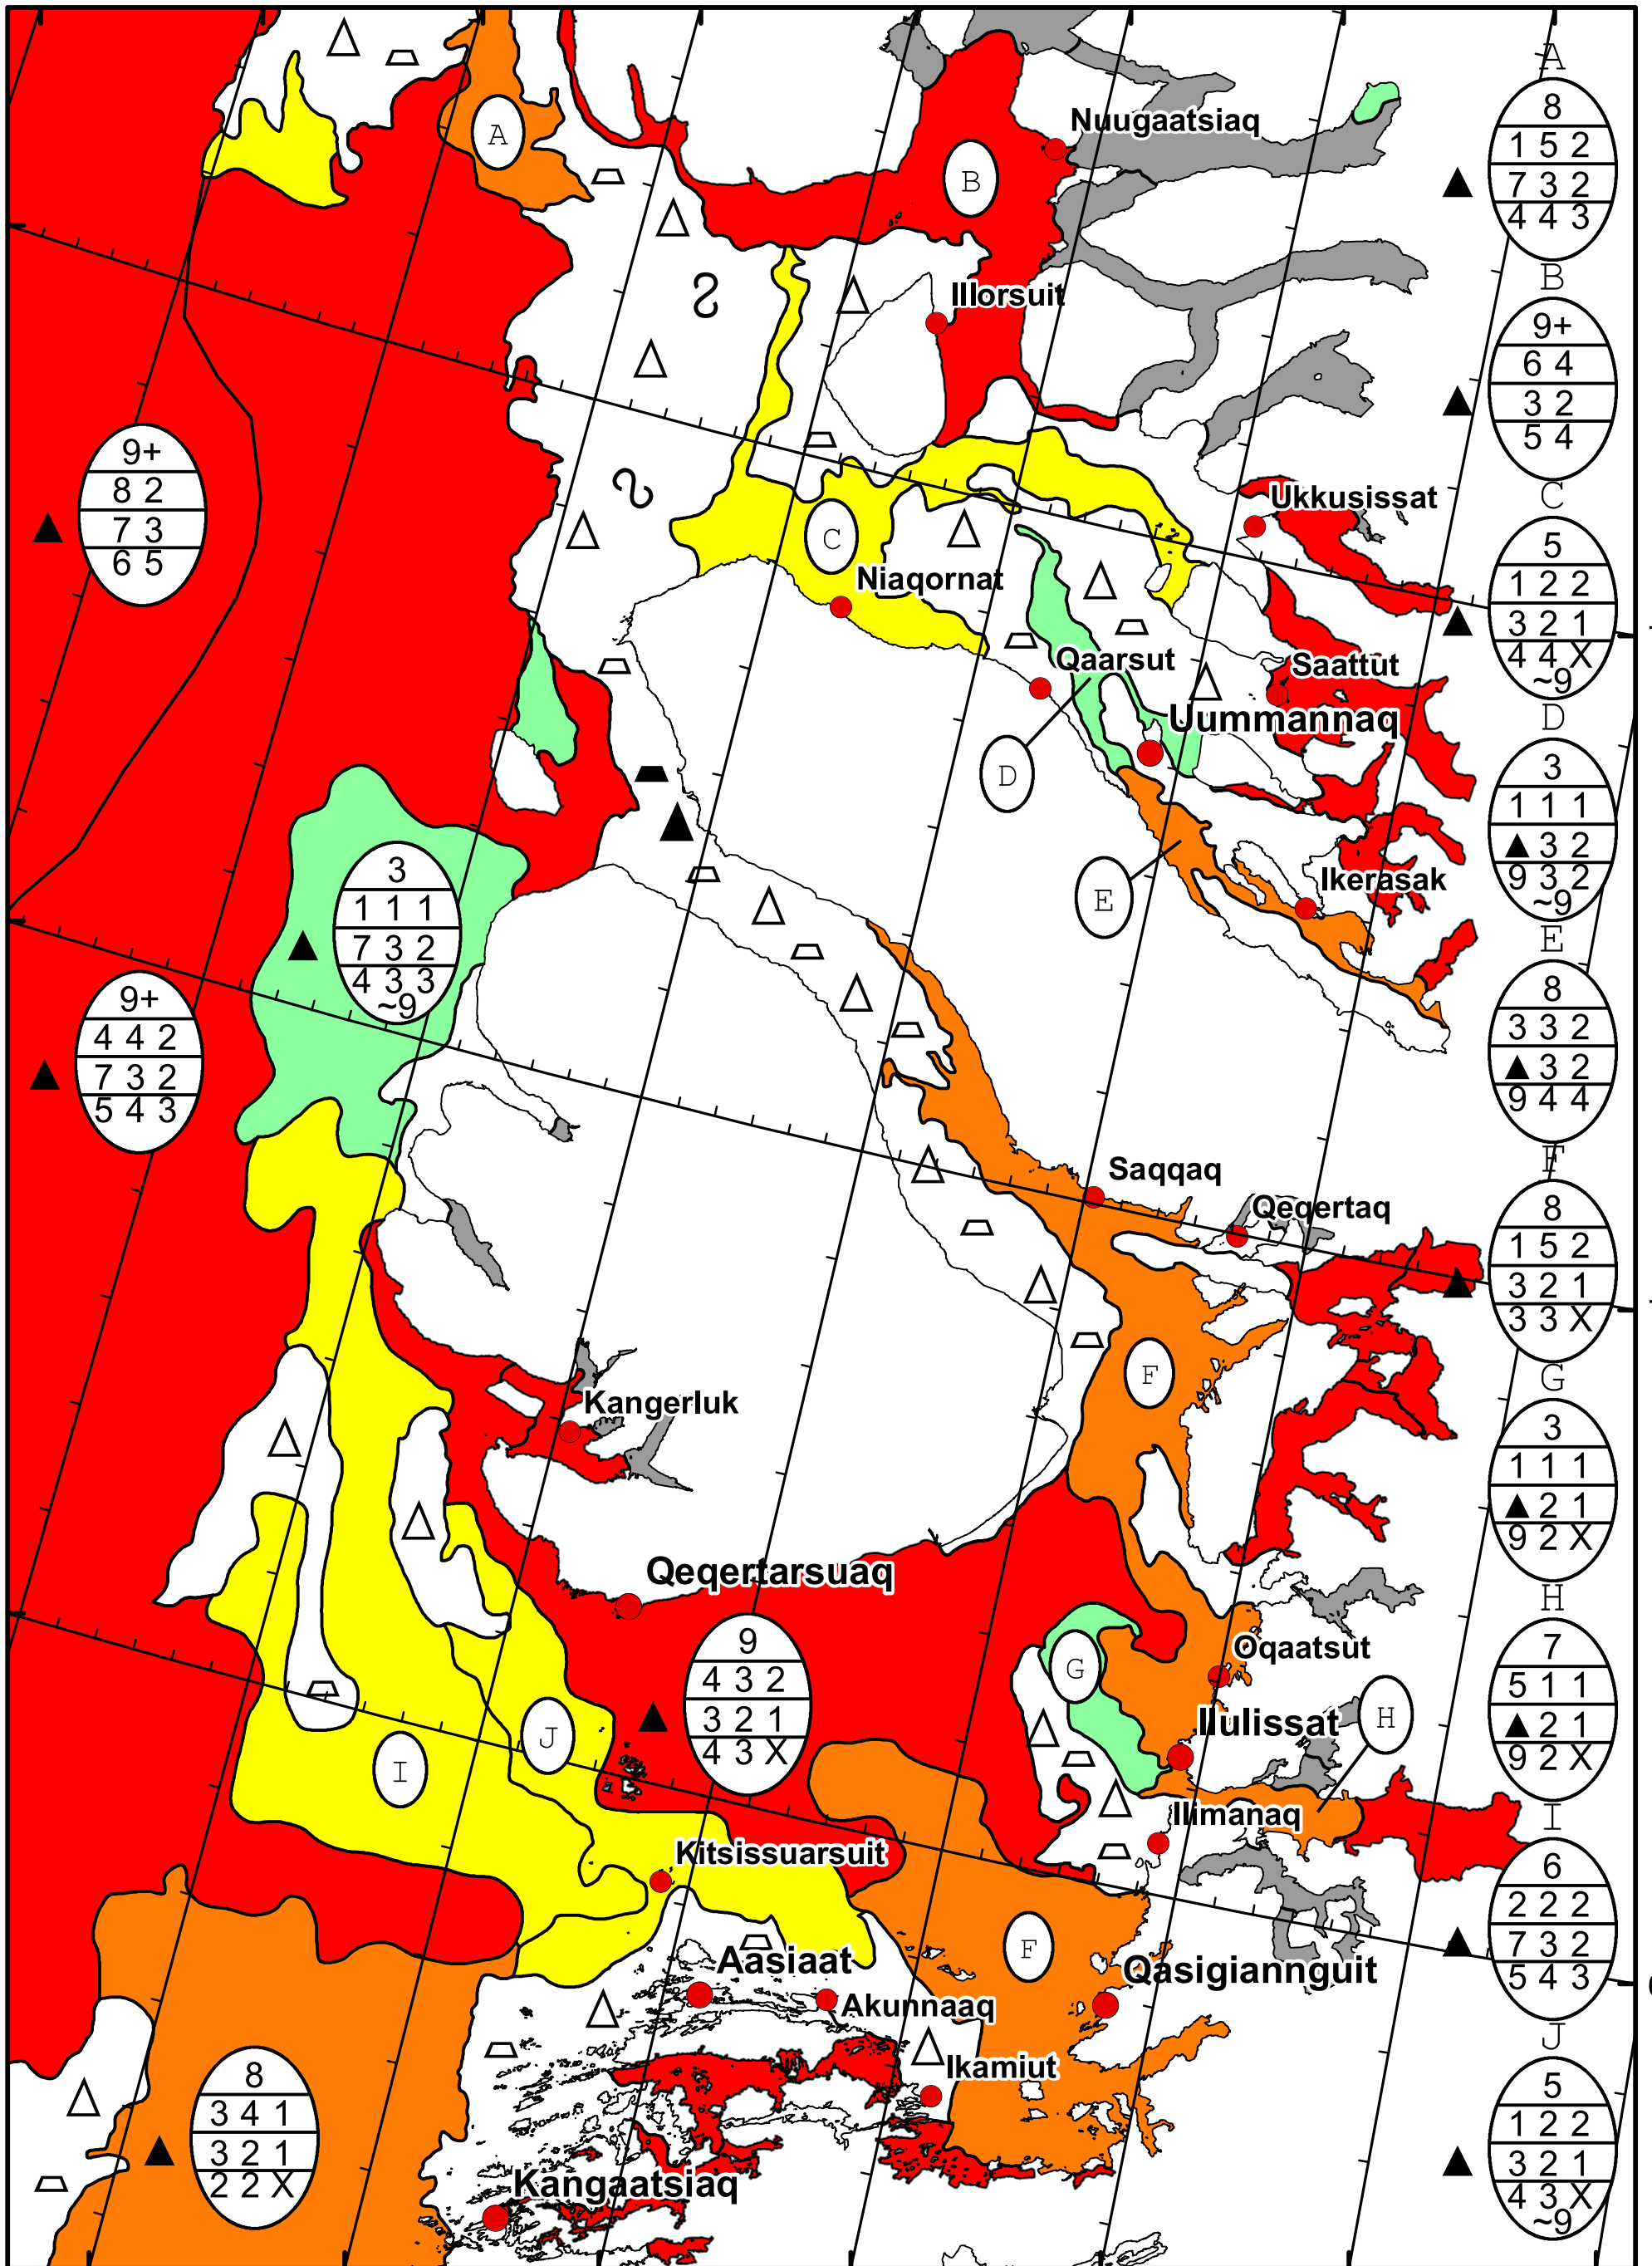 A
B
Nuugaatsiaq
Illorsuit
Ukkusissat
C
Niaqornat
Qaarsut
Saattut
Uummannaq
D
E
Ikerasak
9+
8 2
7 3
6 5
3
1 1 1
7 3 2
4 3 3
~9
9+
4 4 2
7 3 2
5 4 3
Saqqaq
Qeqertaq
F
Kangerluk
Qeqertarsuaq
9
4 3 2
3 2 1
4 3 X
G
Oqaatsut
Ilulissat
H
J
I
Ilimanaq
Kitsissuarsuit
Aasiaat
F
Qasigiannguit
Akunnaaq
Ikamiut
8
3 4 1
3 2 1
2 2 X
Kangaatsiaq
A
8
1 5 2
7 3 2
4 4 3
B
9+
6 4
3 2
5 4
C
5
1 2 2
3 2 1
4 4 X
~9
D
3
1 1 1
▲ 3 2
9 3 2
~9
E
8
3 3 2
▲ 3 2
9 4 4
F
8
1 5 2
3 2 1
3 3 X
G
3
1 1 1
▲ 2 1
9 2 X
H
7
5 1 1
▲ 2 1
9 2 X
I
6
2 2 2
7 3 2
5 4 3
J
5
1 2 2
3 2 1
4 3 X
~9